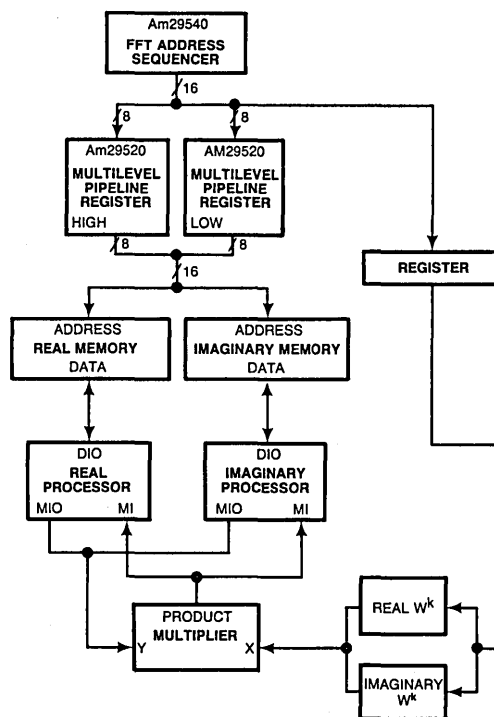 Am29540
FFT ADDRESS
SEQUENCER
16
8
8
Am29520
MULTILEVEL
PIPELINE
REGISTER
HIGH
AM29520
MULTILEVEL
PIPELINE
REGISTER
LOW
8
8
16
REGISTER
ADDRESS
REAL MEMORY
DATA
ADDRESS
IMAGINARY MEMORY
DATA
DIO
REAL
PROCESSOR
MIO MI
DIO
IMAGINARY
PROCESSOR
MIO MI
PRODUCT
MULTIPLIER
Y X
REAL Wᵏ
IMAGINARY
Wᵏ